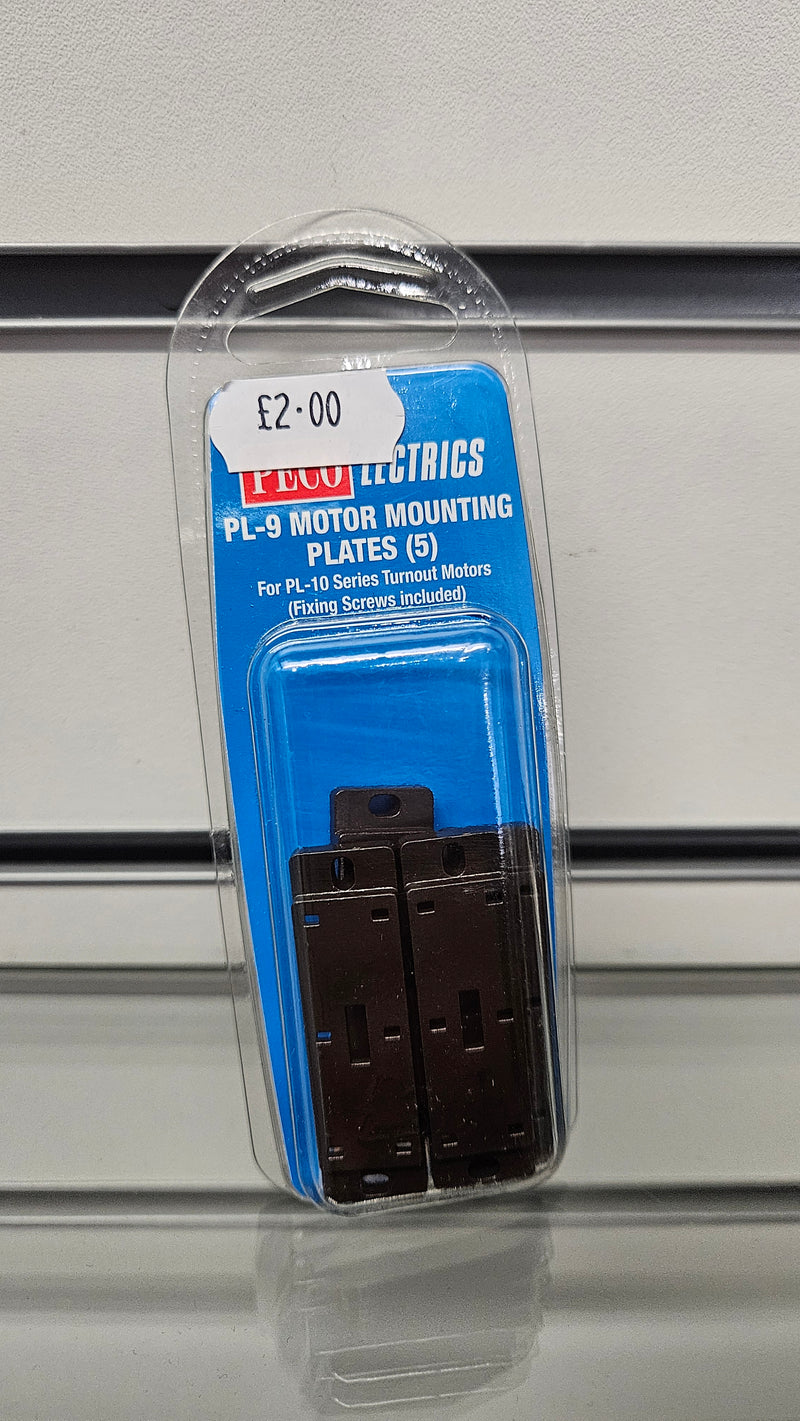 £2·00
PECO LECTRICS
PL-9 MOTOR MOUNTING
PLATES (5)
For PL-10 Series Turnout Motors
(Fixing Screws included)